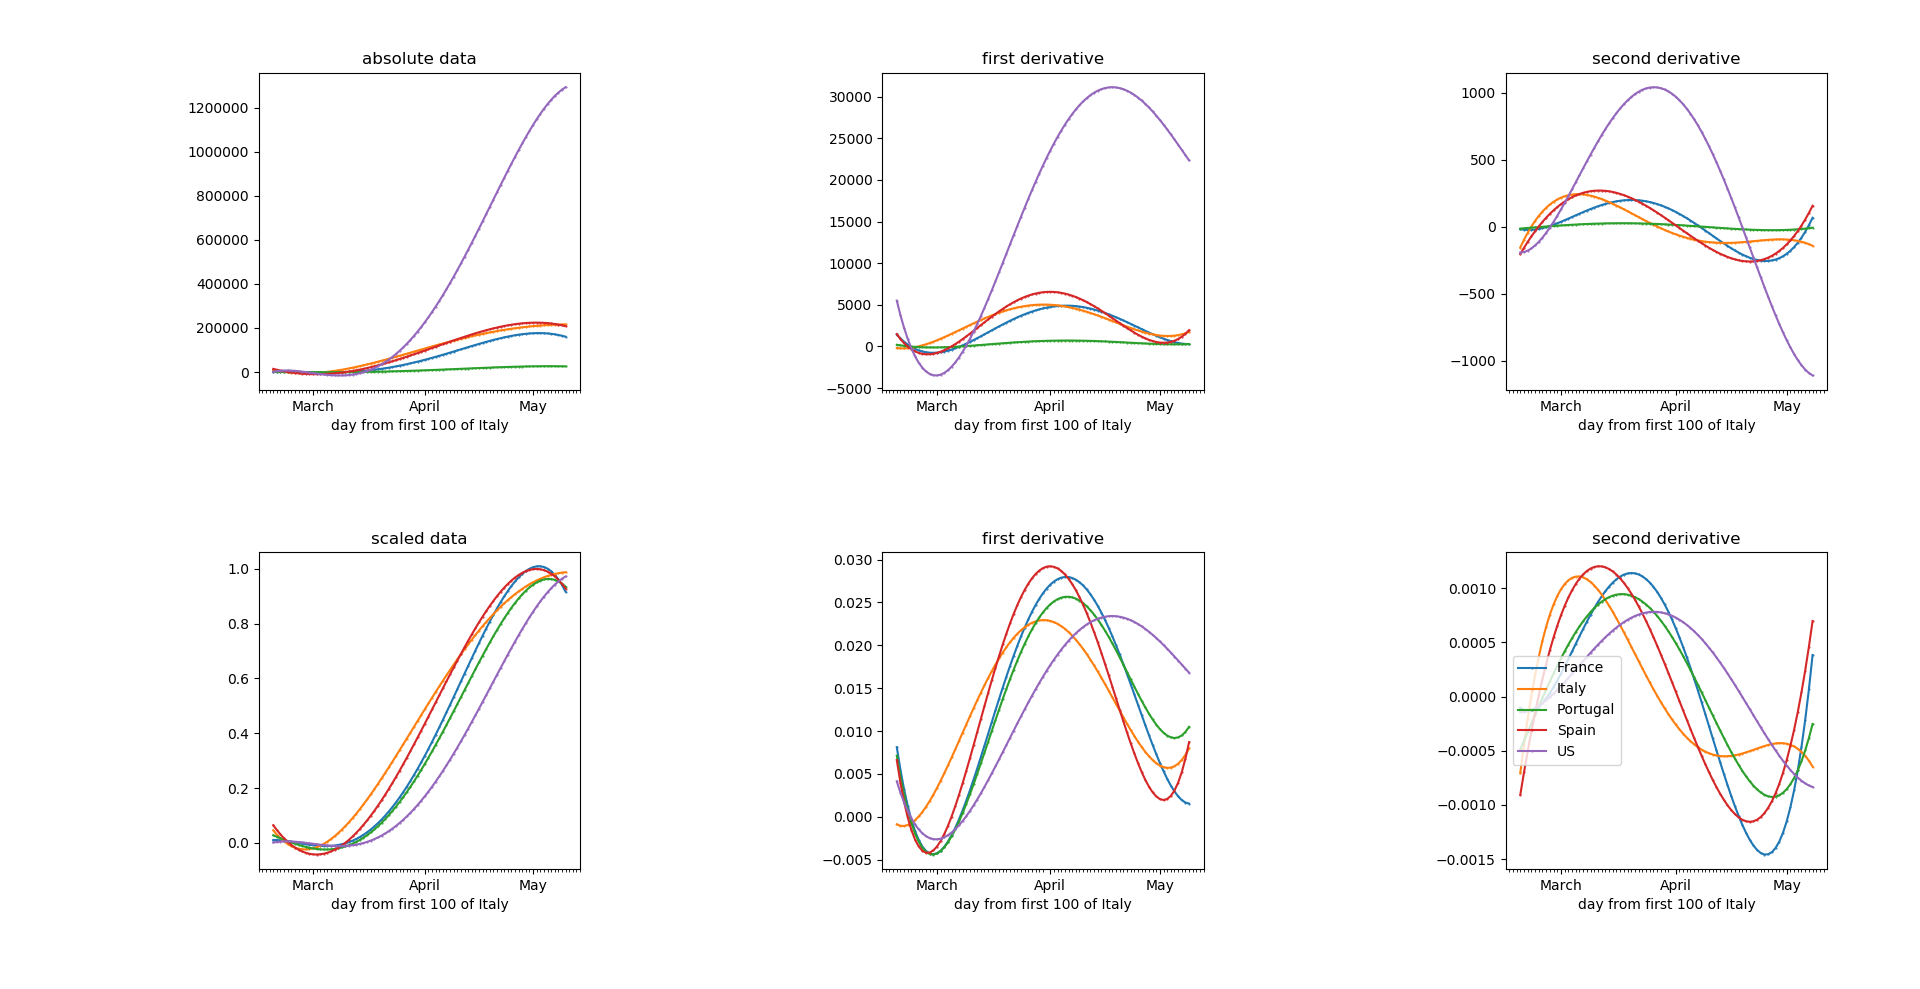 absolute data
1200000
1000000
800000
600000
400000
200000
0
March April May
day from first 100 of Italy
first derivative
30000
25000
20000
15000
10000
5000
0
−5000
March April May
day from first 100 of Italy
second derivative
1000
500
0
−500
−1000
March April May
day from first 100 of Italy
scaled data
1.0
0.8
0.6
0.4
0.2
0.0
March April May
day from first 100 of Italy
first derivative
0.030
0.025
0.020
0.015
0.010
0.005
0.000
−0.005
March April May
day from first 100 of Italy
second derivative
0.0010
0.0005
0.0000
−0.0005
−0.0010
−0.0015
France
Italy
Portugal
Spain
US
March April May
day from first 100 of Italy